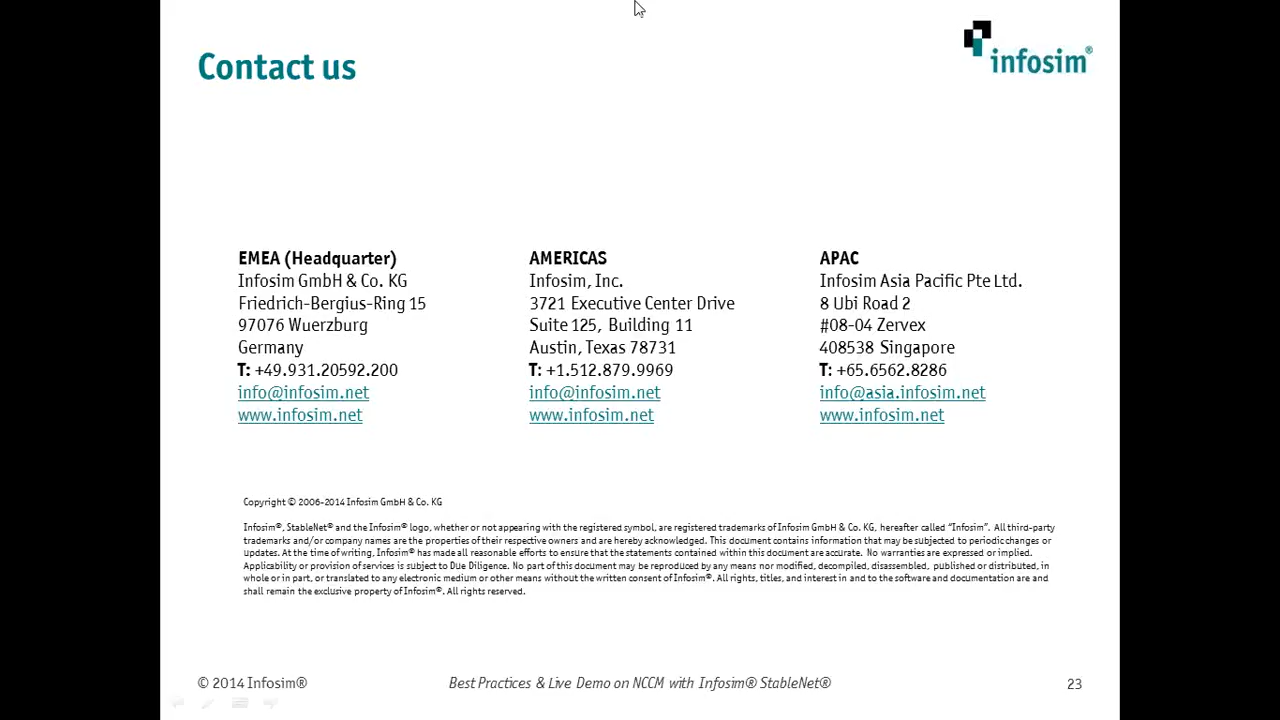 Contact us
infosim®
EMEA (Headquarter)
Infosim GmbH & Co. KG
Friedrich-Bergius-Ring 15
97076 Wuerzburg
Germany
T: +49.931.20592.200
info@infosim.net
www.infosim.net
AMERICAS
Infosim, Inc.
3721 Executive Center Drive
Suite 125, Building 11
Austin, Texas 78731
T: +1.512.879.9969
info@infosim.net
www.infosim.net
APAC
Infosim Asia Pacific Pte Ltd.
8 Ubi Road 2
#08-04 Zervex
408538 Singapore
T: +65.6562.8286
info@asia.infosim.net
www.infosim.net
Copyright © 2006-2014 Infosim GmbH & Co. KG
Infosim®, StableNet® and the Infosim® logo, whether or not appearing with the registered symbol, are registered trademarks of Infosim GmbH & Co. KG, hereafter called “Infosim”. All third-party
trademarks and/or company names are the properties of their respective owners and are hereby acknowledged. This document contains information that may be subjected to periodic changes or
updates. At the time of writing, Infosim® has made all reasonable efforts to ensure that the statements contained within this document are accurate. No warranties are expressed or implied.
Applicability or provision of services is subject to Due Diligence. No part of this document may be reproduced by any means nor modified, decompiled, disassembled, published or distributed, in
whole or in part, or translated to any electronic medium or other means without the written consent of Infosim®. All rights, titles, and interest in and to the software and documentation are and
shall remain the exclusive property of Infosim®. All rights reserved.
© 2014 Infosim®
Best Practices & Live Demo on NCCM with Infosim® StableNet®
23